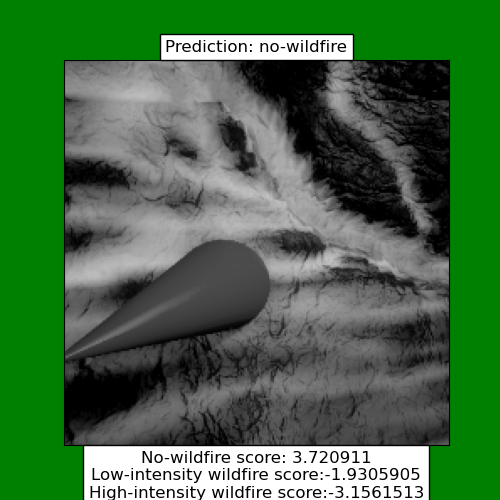 Prediction: no-wildfire
No-wildfire score: 3.720911
Low-intensity wildfire score:-1.9305905
High-intensity wildfire score:-3.1561513